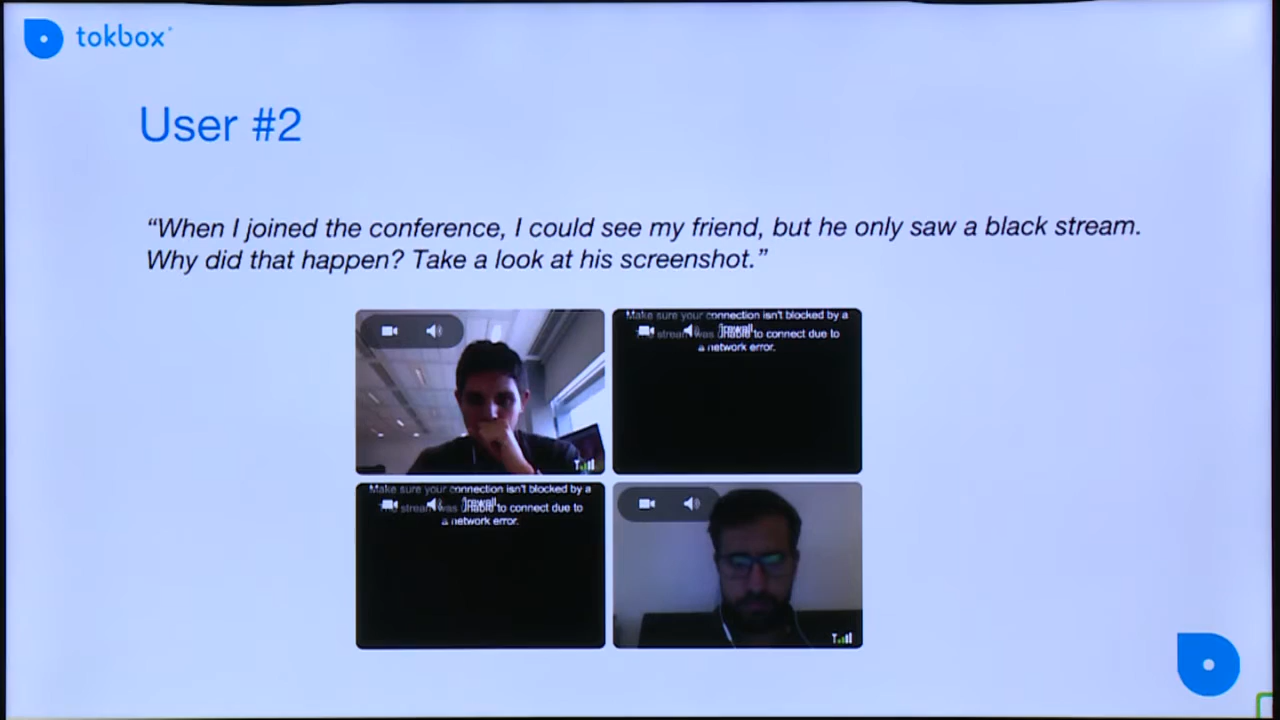 tokbox
User #2
“When I joined the conference, I could see my friend, but he only saw a black stream.
Why did that happen? Take a look at his screenshot.”
Make sure your connection isn't blocked by a
firewall.
stream was unable to connect due to
a network error.
Make sure your connection isn't blocked by a
firewall.
stream was unable to connect due to
a network error.